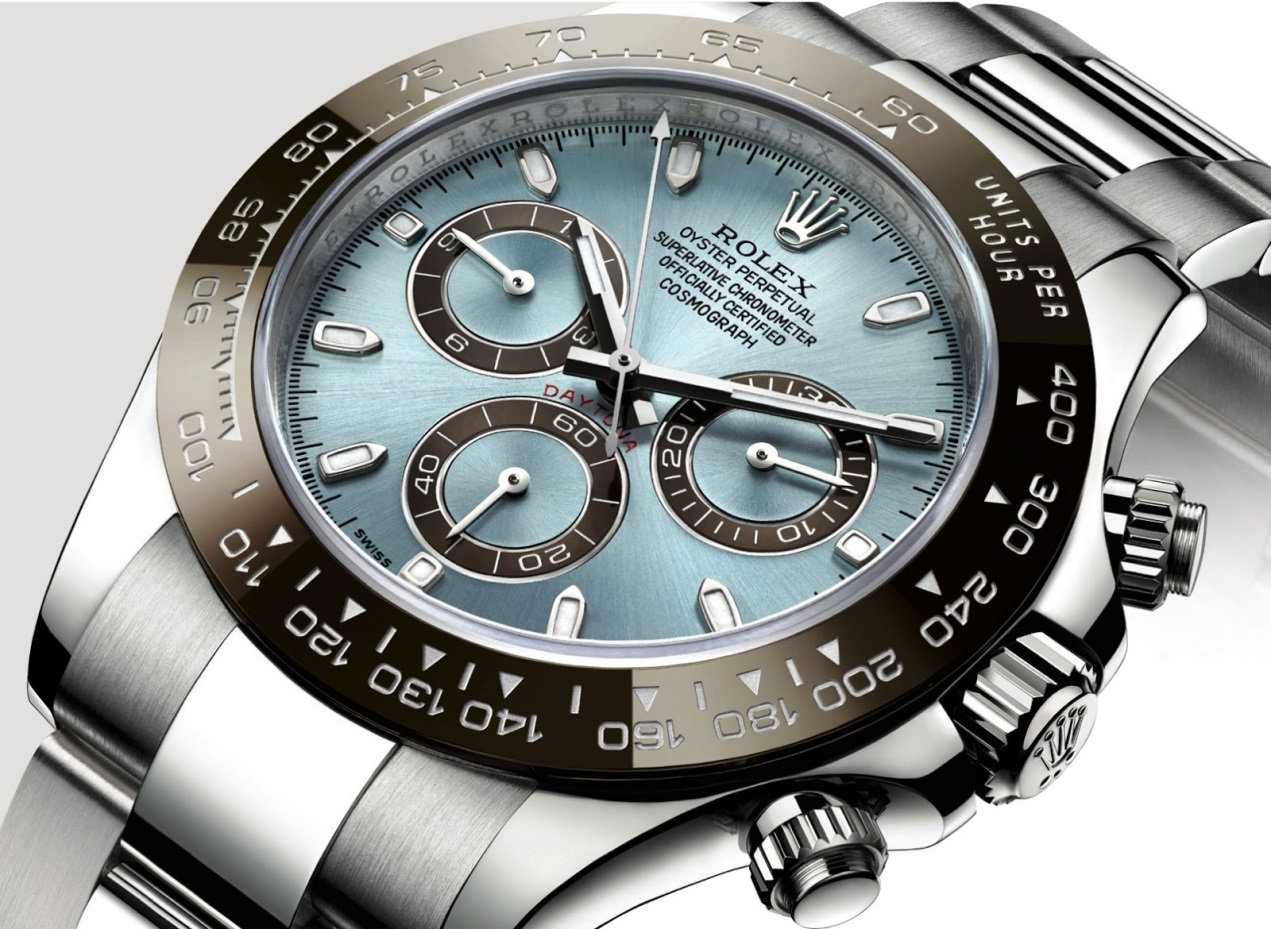 UNITS PER
HOUR
400
300
240
200
180
160
140
130
120
110
100
90
85
80
75
70
65
60
ROLEXROLEXROLEX
ROLEX
OYSTER PERPETUAL
SUPERLATIVE CHRONOMETER
OFFICIALLY CERTIFIED
COSMOGRAPH
DAYTONA
3
6
9
60
20
40
30
10
20
SWISS